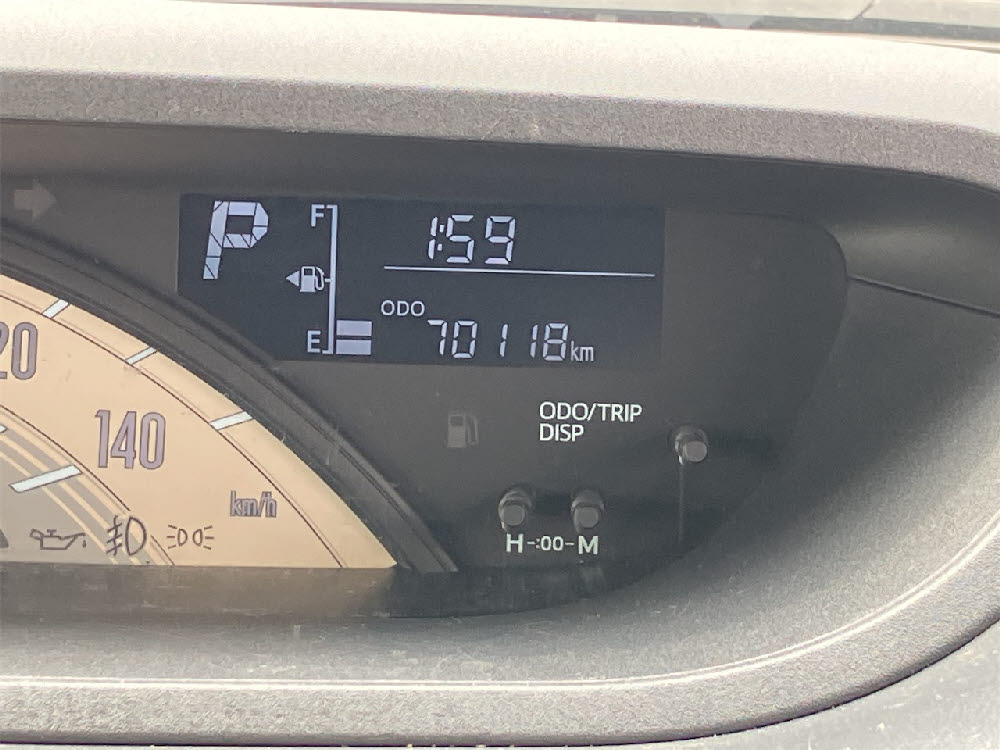 P
F
1:59
ODO
E
70118km
20
140
km/h
ODO/TRIP
DISP
H-:00-M